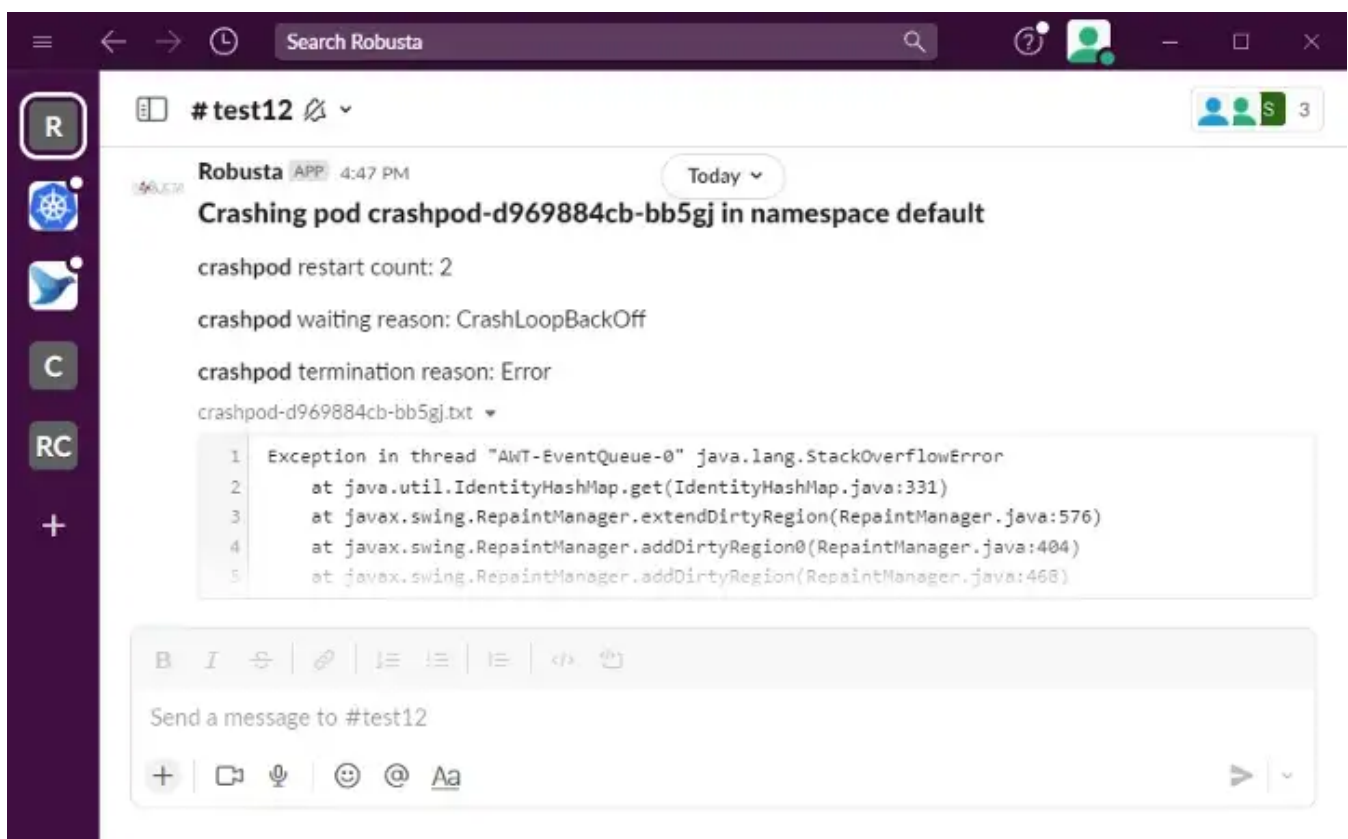 Search Robusta
R
# test12
S 3
Robusta APP 4:47 PM
Today
Crashing pod crashpod-d969884cb-bb5gj in namespace default
crashpod restart count: 2
crashpod waiting reason: CrashLoopBackOff
crashpod termination reason: Error
crashpod-d969884cb-bb5gj.txt
1 Exception in thread "AWT-EventQueue-0" java.lang.StackOverflowError
2 at java.util.IdentityHashMap.get(IdentityHashMap.java:331)
3 at javax.swing.RepaintManager.extendDirtyRegion(RepaintManager.java:576)
4 at javax.swing.RepaintManager.addDirtyRegion0(RepaintManager.java:404)
5 at javax.swing.RepaintManager.addDirtyRegion(RepaintManager.java:468)
C
RC
B I S
Send a message to #test12
Aa